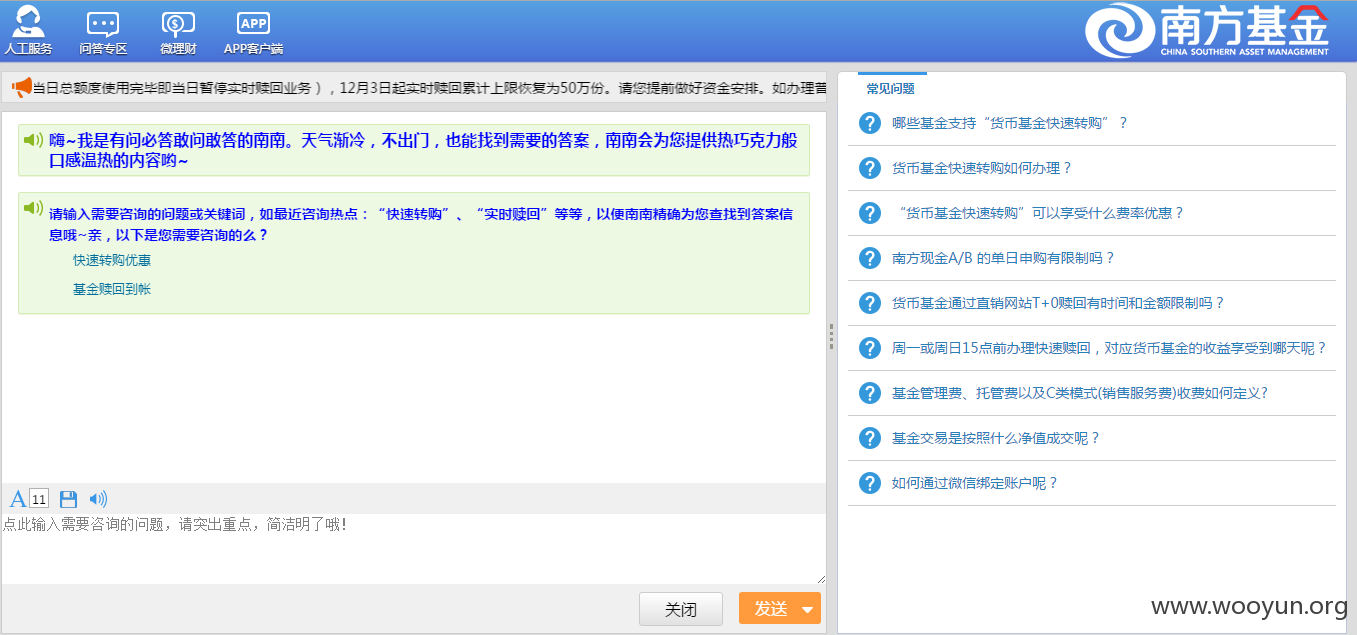 人工服务
问答专区
微理财
APP
APP客户端
南方基金
CHINA SOUTHERN ASSET MANAGEMENT
当日总额度使用完毕即当日暂停实时赎回业务），12月3日起实时赎回累计上限恢复为50万份。请您提前做好资金安排。如办理普
嗨~我是有问必答敢问敢答的南南。天气渐冷，不出门，也能找到需要的答案，南南会为您提供热巧克力般
口感温热的内容哟~
请输入需要咨询的问题或关键词，如最近咨询热点：“快速转购”、“实时赎回”等等，以便南南精确为您查找到答案信
息哦~亲，以下是您需要咨询的么？
快速转购优惠
基金赎回到帐
A 11
点此输入需要咨询的问题，请突出重点，简洁明了哦！
关闭
发送
常见问题
哪些基金支持“货币基金快速转购”？
货币基金快速转购如何办理？
“货币基金快速转购”可以享受什么费率优惠？
南方现金A/B 的单日申购有限制吗？
货币基金通过直销网站T+0赎回有时间和金额限制吗？
周一或周日15点前办理快速赎回，对应货币基金的收益享受到哪天呢？
基金管理费、托管费以及C类模式(销售服务费)收费如何定义?
基金交易是按照什么净值成交呢？
如何通过微信绑定账户呢？
www.wooyun.org